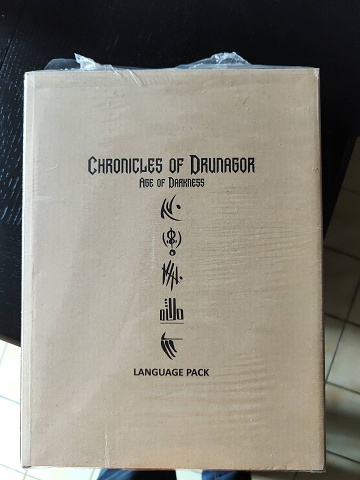 CHRONICLES OF DRUNAGOR
AGE OF DARKNESS
LANGUAGE PACK